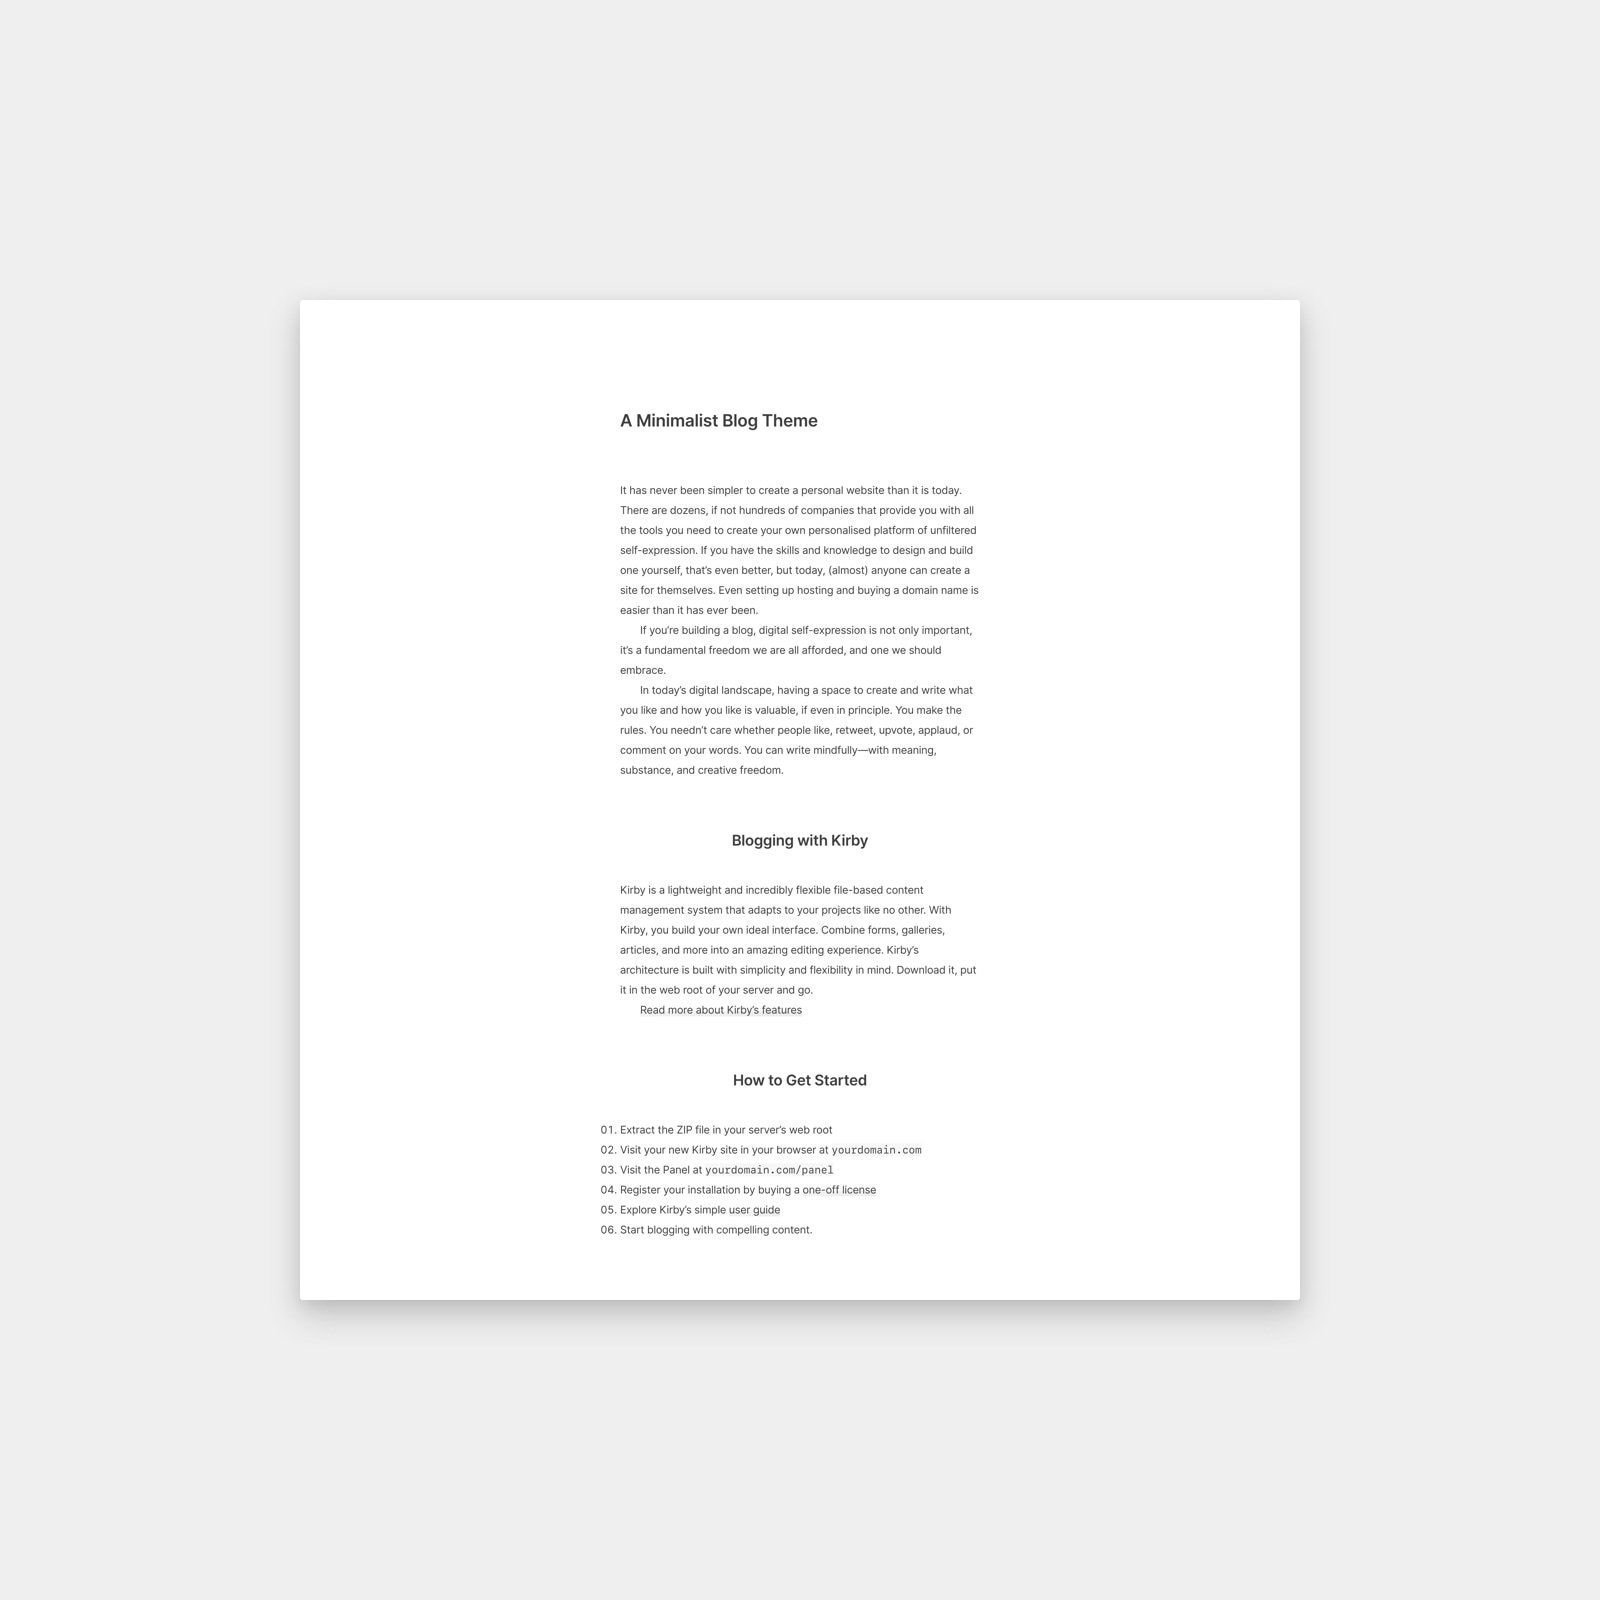 A Minimalist Blog Theme
It has never been simpler to create a personal website than it is today.
There are dozens, if not hundreds of companies that provide you with all
the tools you need to create your own personalised platform of unfiltered
self-expression. If you have the skills and knowledge to design and build
one yourself, that’s even better, but today, (almost) anyone can create a
site for themselves. Even setting up hosting and buying a domain name is
easier than it has ever been.
If you’re building a blog, digital self-expression is not only important,
it’s a fundamental freedom we are all afforded, and one we should
embrace.
In today’s digital landscape, having a space to create and write what
you like and how you like is valuable, if even in principle. You make the
rules. You needn’t care whether people like, retweet, upvote, applaud, or
comment on your words. You can write mindfully—with meaning,
substance, and creative freedom.
Blogging with Kirby
Kirby is a lightweight and incredibly flexible file-based content
management system that adapts to your projects like no other. With
Kirby, you build your own ideal interface. Combine forms, galleries,
articles, and more into an amazing editing experience. Kirby’s
architecture is built with simplicity and flexibility in mind. Download it, put
it in the web root of your server and go.
Read more about Kirby’s features
How to Get Started
01. Extract the ZIP file in your server’s web root
02. Visit your new Kirby site in your browser at yourdomain.com
03. Visit the Panel at yourdomain.com/panel
04. Register your installation by buying a one-off license
05. Explore Kirby’s simple user guide
06. Start blogging with compelling content.